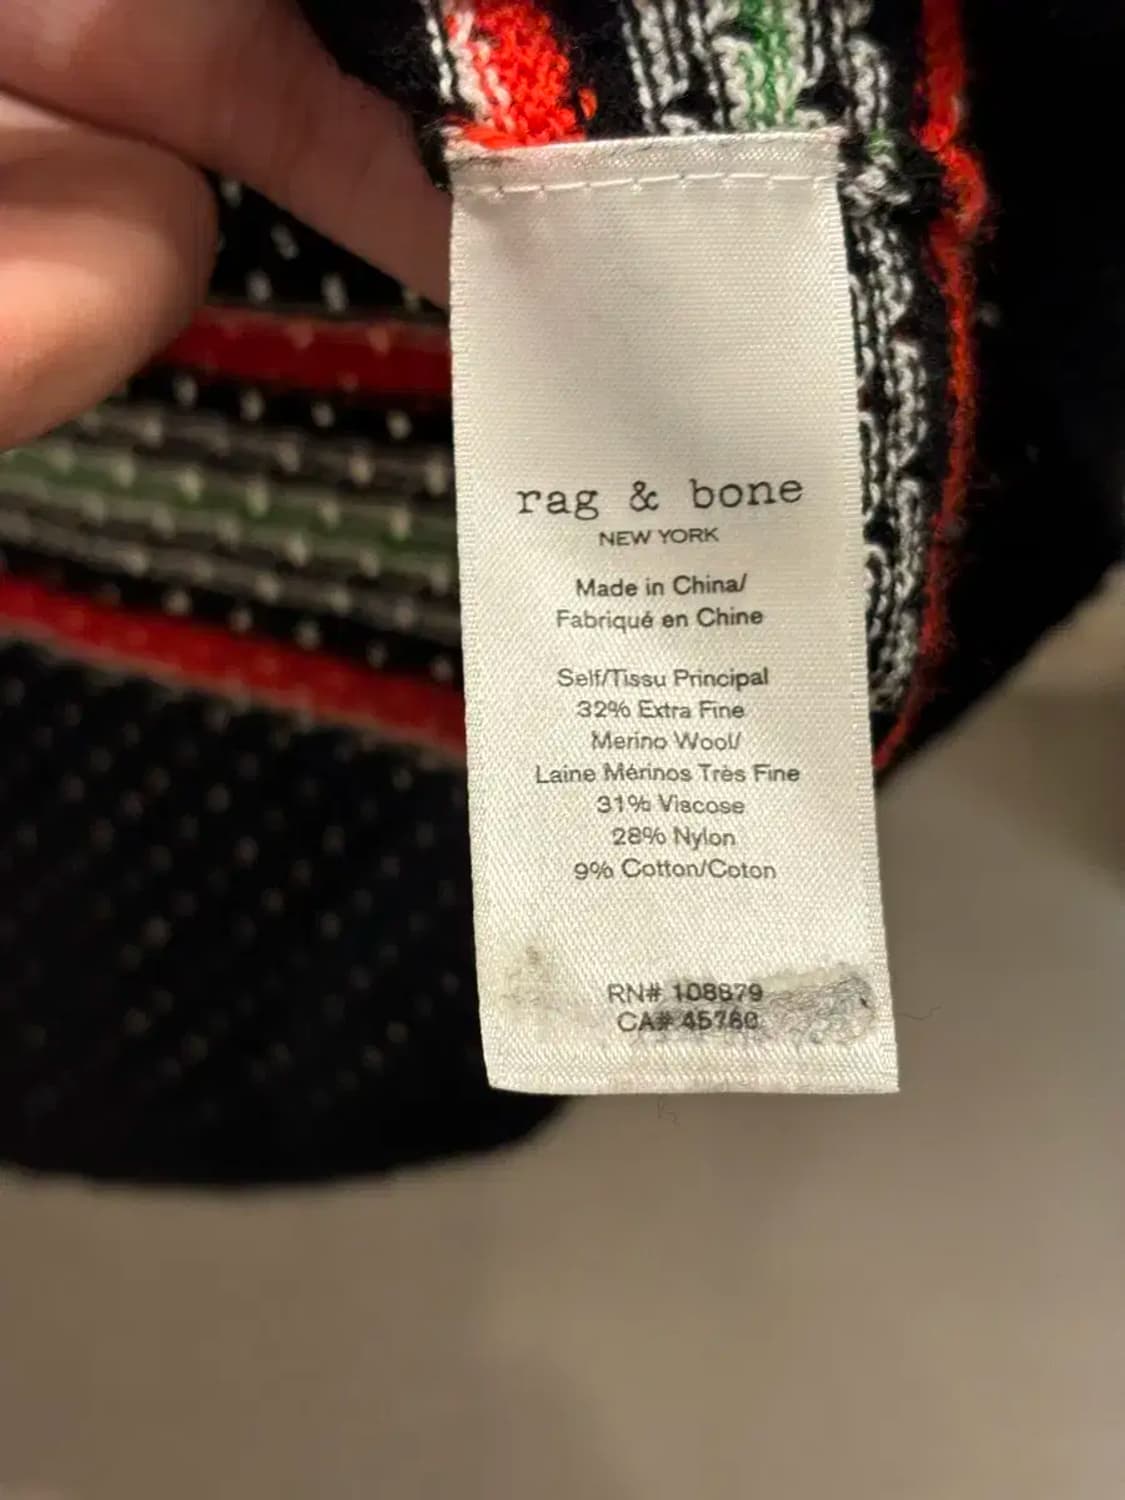 rag & bone
NEW YORK
Made in China/
Fabriqué en Chine
Self/Tissu Principal
32% Extra Fine
Merino Wool/
Laine Mérinos Très Fine
31% Viscose
28% Nylon
9% Cotton/Coton
RN# 108879
CA# 45760